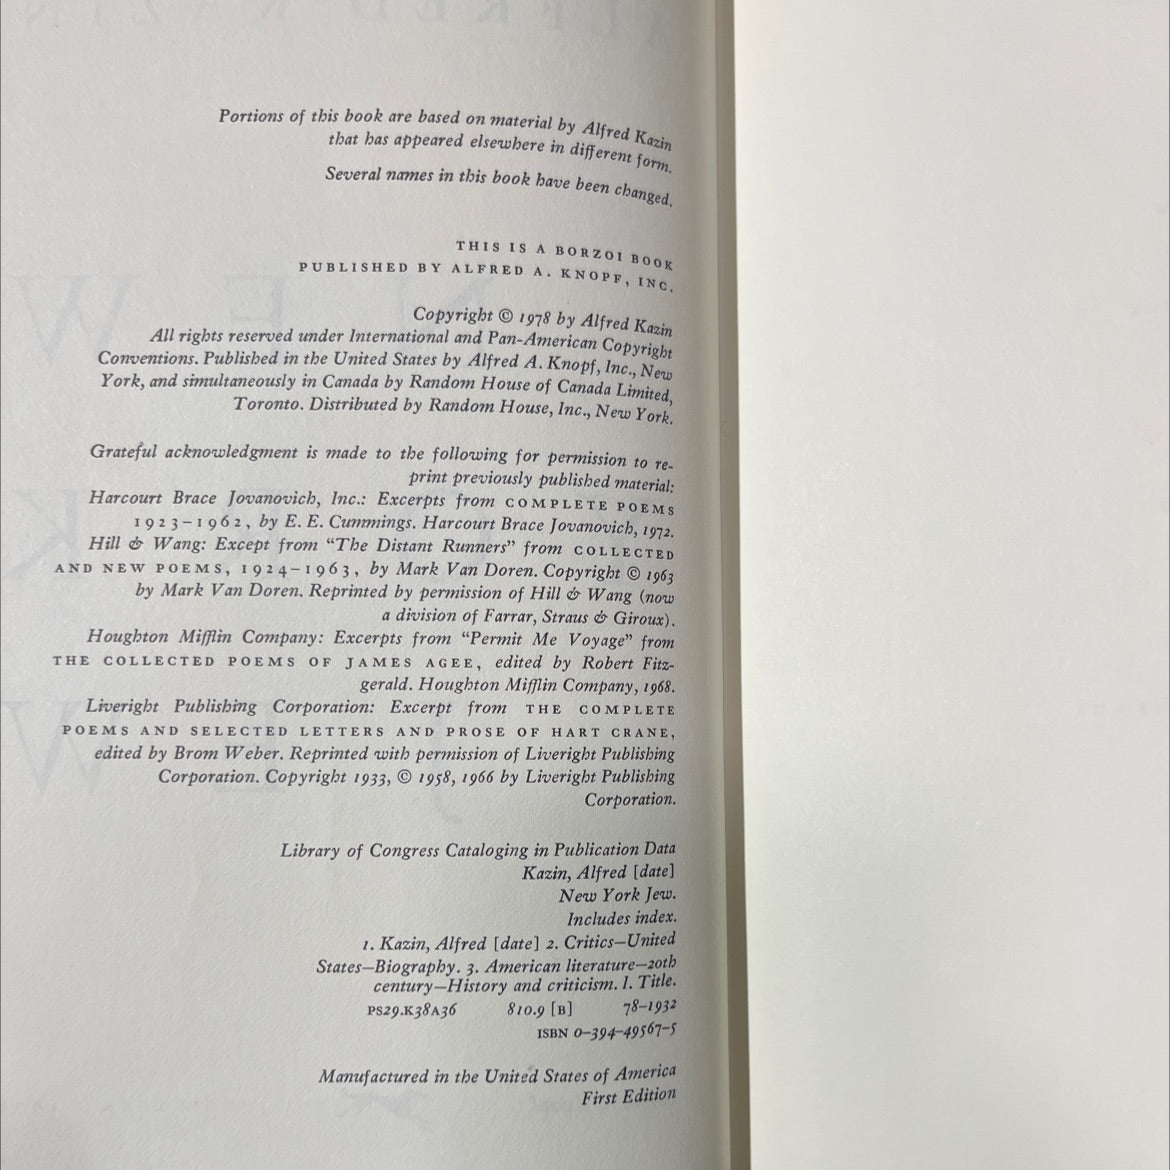 Portions of this book are based on material by Alfred Kazin
that has appeared elsewhere in different form.
Several names in this book have been changed.
THIS IS A BORZOI BOOK
PUBLISHED BY ALFRED A. KNOPF, INC.
Copyright © 1978 by Alfred Kazin
All rights reserved under International and Pan-American Copyright
Conventions. Published in the United States by Alfred A. Knopf, Inc., New
York, and simultaneously in Canada by Random House of Canada Limited,
Toronto. Distributed by Random House, Inc., New York.
Grateful acknowledgment is made to the following for permission to re-
print previously published material:
Harcourt Brace Jovanovich, Inc.: Excerpts from COMPLETE POEMS
1923–1962, by E. E. Cummings. Harcourt Brace Jovanovich, 1972.
Hill & Wang: Except from “The Distant Runners” from COLLECTED
AND NEW POEMS, 1924–1963, by Mark Van Doren. Copyright © 1963
by Mark Van Doren. Reprinted by permission of Hill & Wang (now
a division of Farrar, Straus & Giroux).
Houghton Mifflin Company: Excerpts from “Permit Me Voyage” from
THE COLLECTED POEMS OF JAMES AGEE, edited by Robert Fitz-
gerald. Houghton Mifflin Company, 1968.
Liveright Publishing Corporation: Excerpt from THE COMPLETE
POEMS AND SELECTED LETTERS AND PROSE OF HART CRANE,
edited by Brom Weber. Reprinted with permission of Liveright Publishing
Corporation. Copyright 1933, © 1958, 1966 by Liveright Publishing
Corporation.
Library of Congress Cataloging in Publication Data
Kazin, Alfred [date]
New York Jew.
Includes index.
1. Kazin, Alfred [date] 2. Critics—United
States—Biography. 3. American literature—20th
century—History and criticism. I. Title.
PS29.K38A36 810.9 [B] 78–1932
ISBN 0–394–49567–5
Manufactured in the United States of America
First Edition